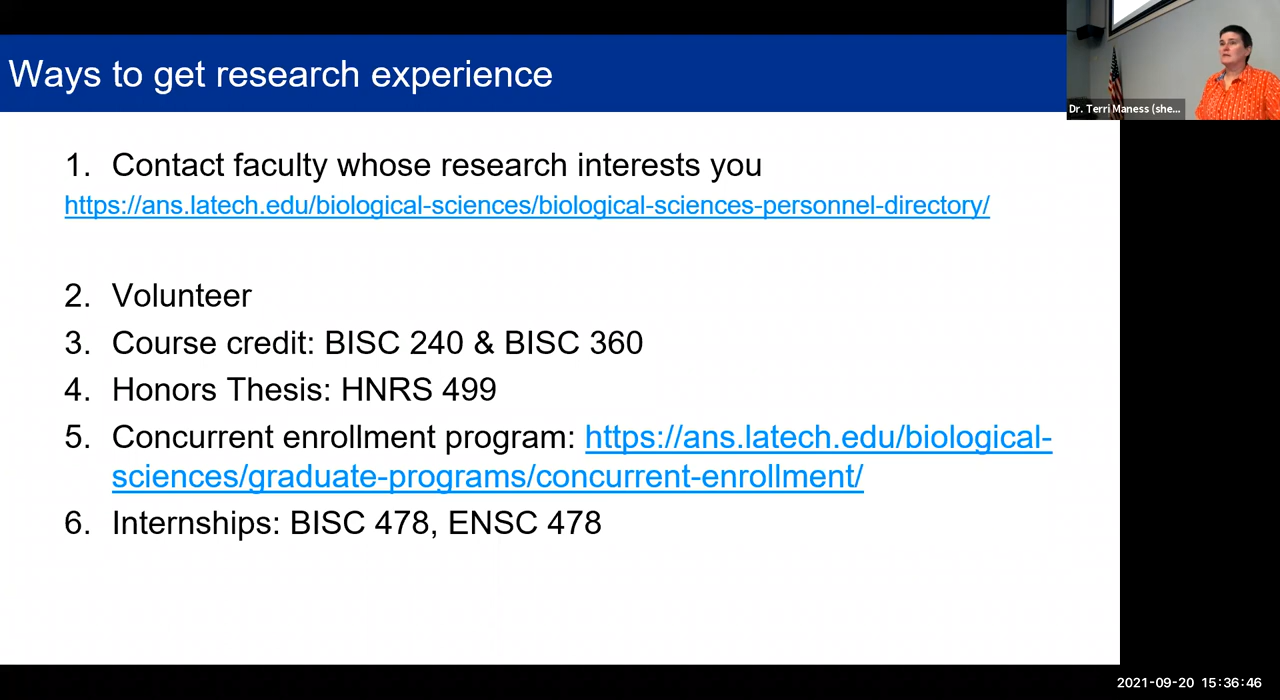 Ways to get research experience
Dr. Terri Maness (she...
1. Contact faculty whose research interests you
https://ans.latech.edu/biological-sciences/biological-sciences-personnel-directory/
2. Volunteer
3. Course credit: BISC 240 & BISC 360
4. Honors Thesis: HNRS 499
5. Concurrent enrollment program: https://ans.latech.edu/biological-
sciences/graduate-programs/concurrent-enrollment/
6. Internships: BISC 478, ENSC 478
2021-09-20 15:36:46